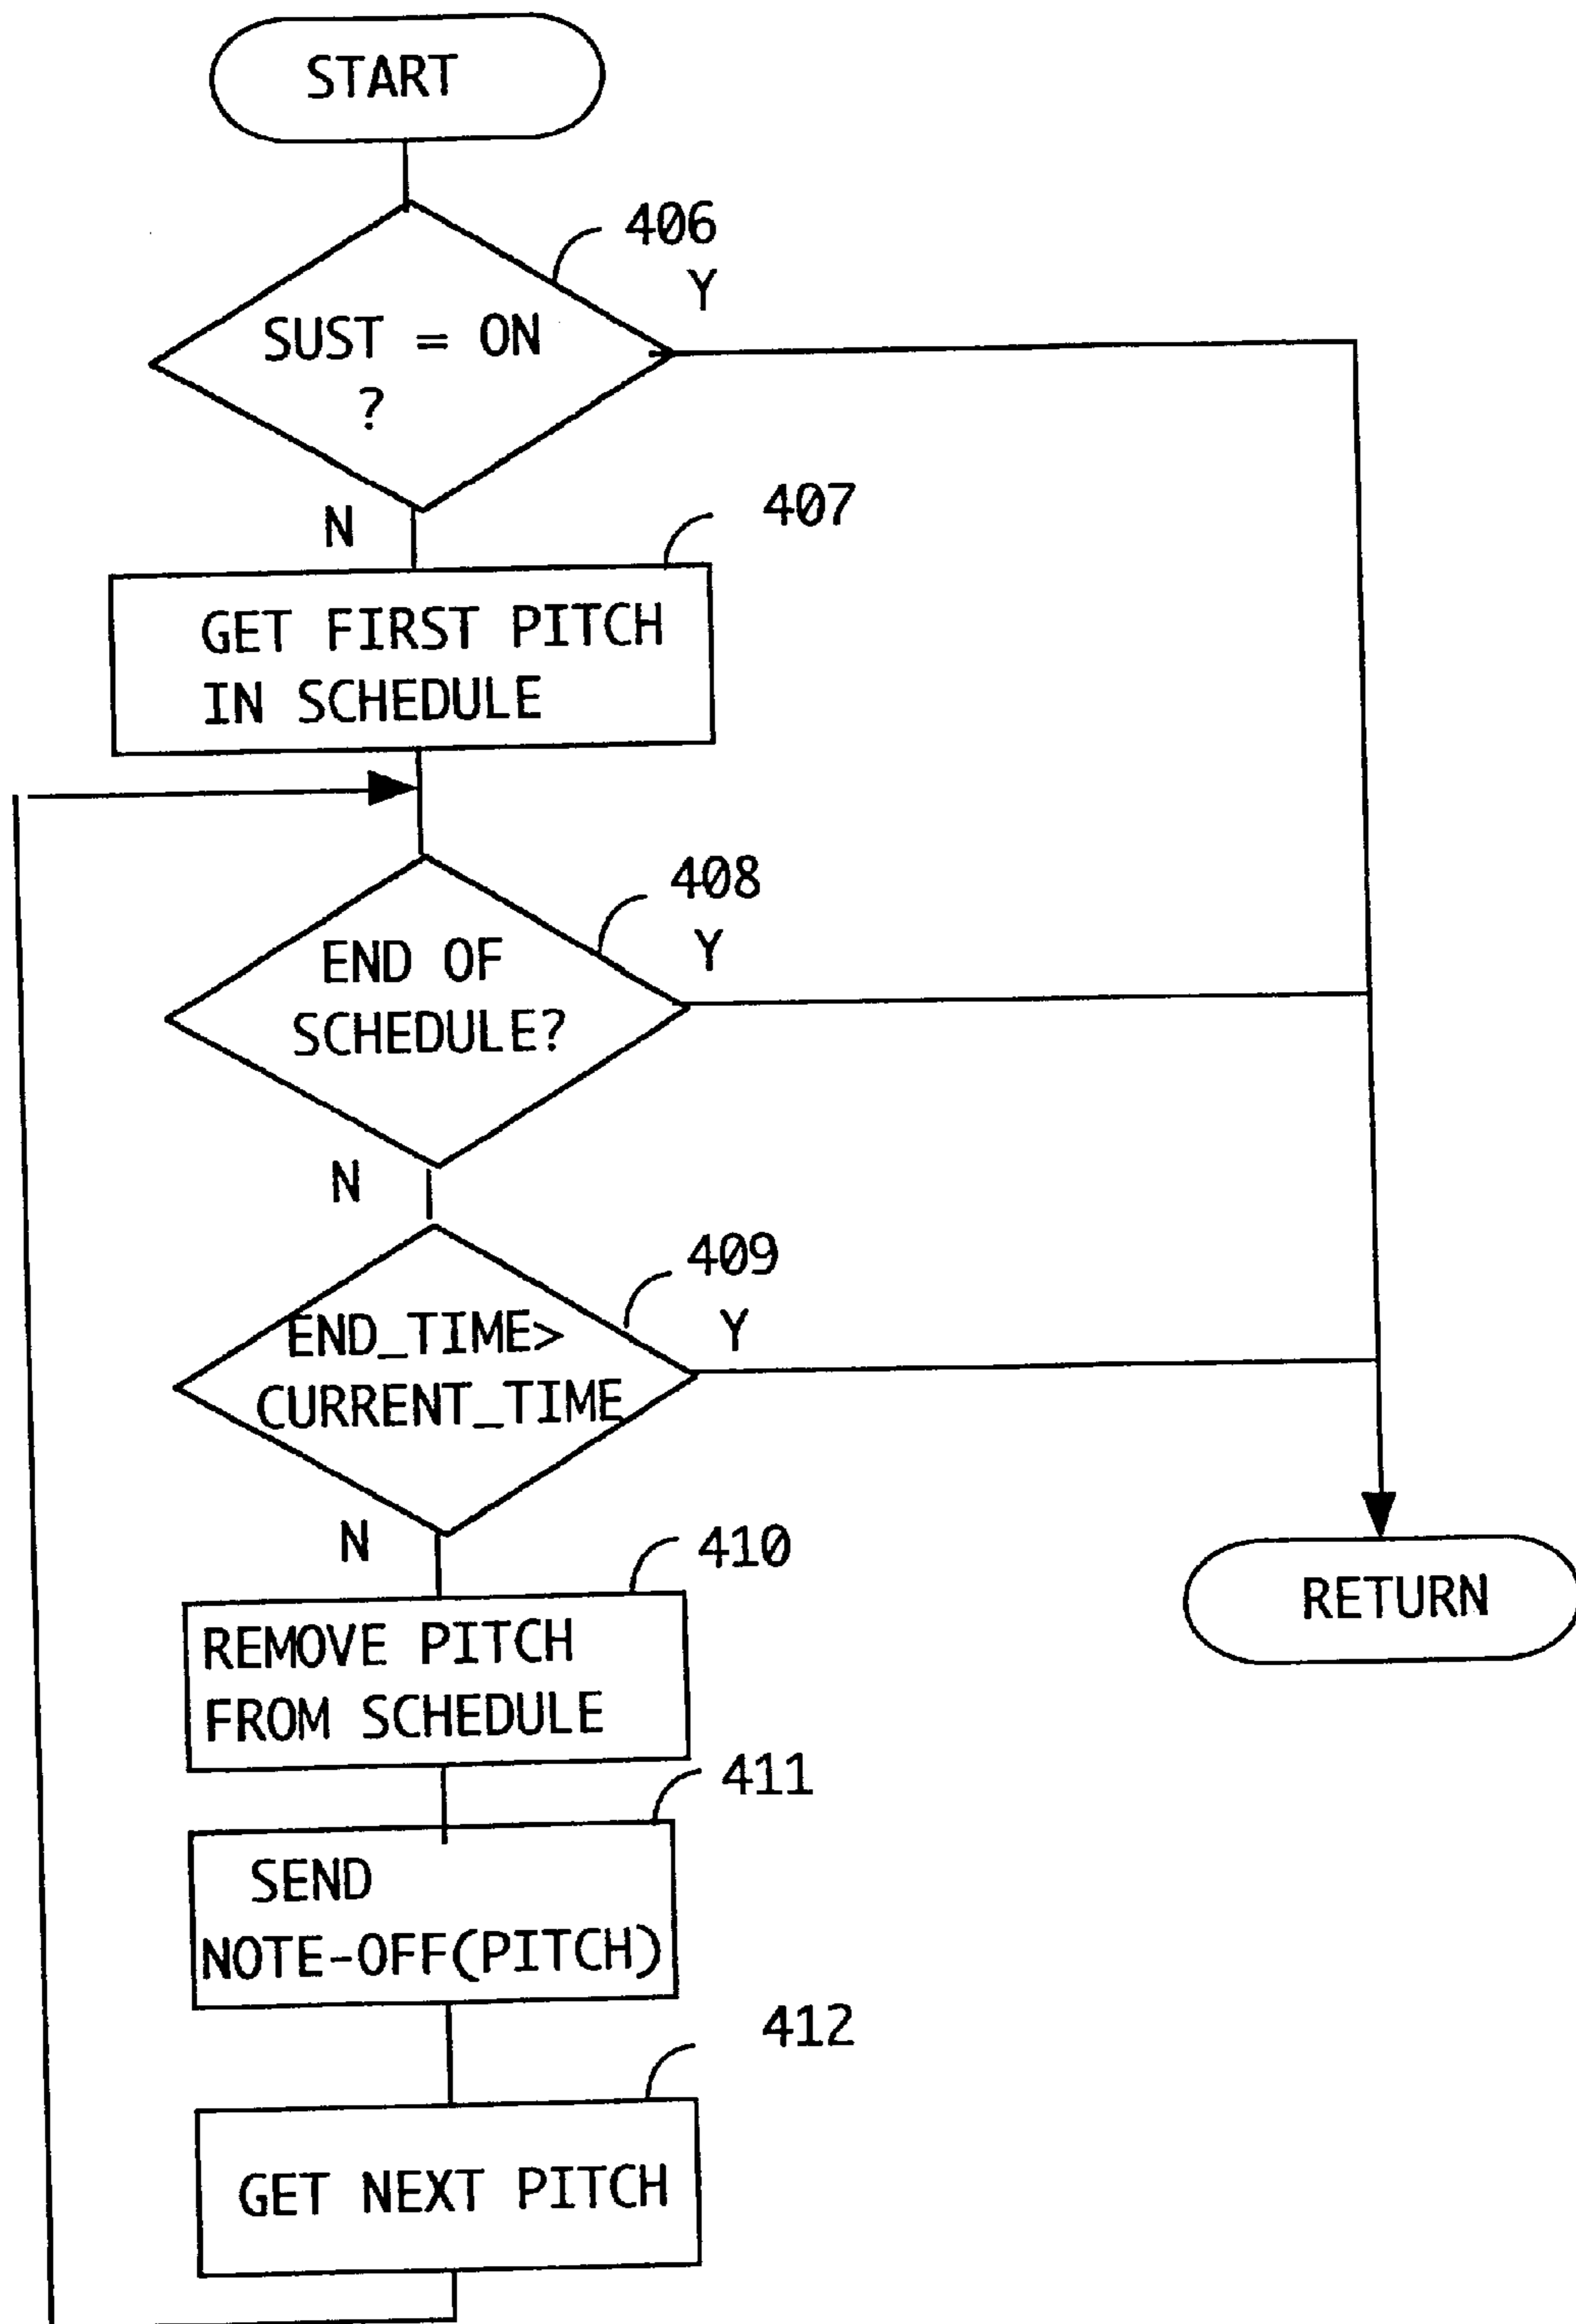 START
406
Y
SUST = ON
?
N
407
GET FIRST PITCH
IN SCHEDULE
408
Y
END OF
SCHEDULE?
N
409
Y
END_TIME>
CURRENT_TIME
N
410
REMOVE PITCH
FROM SCHEDULE
RETURN
411
SEND
NOTE-OFF(PITCH)
412
GET NEXT PITCH